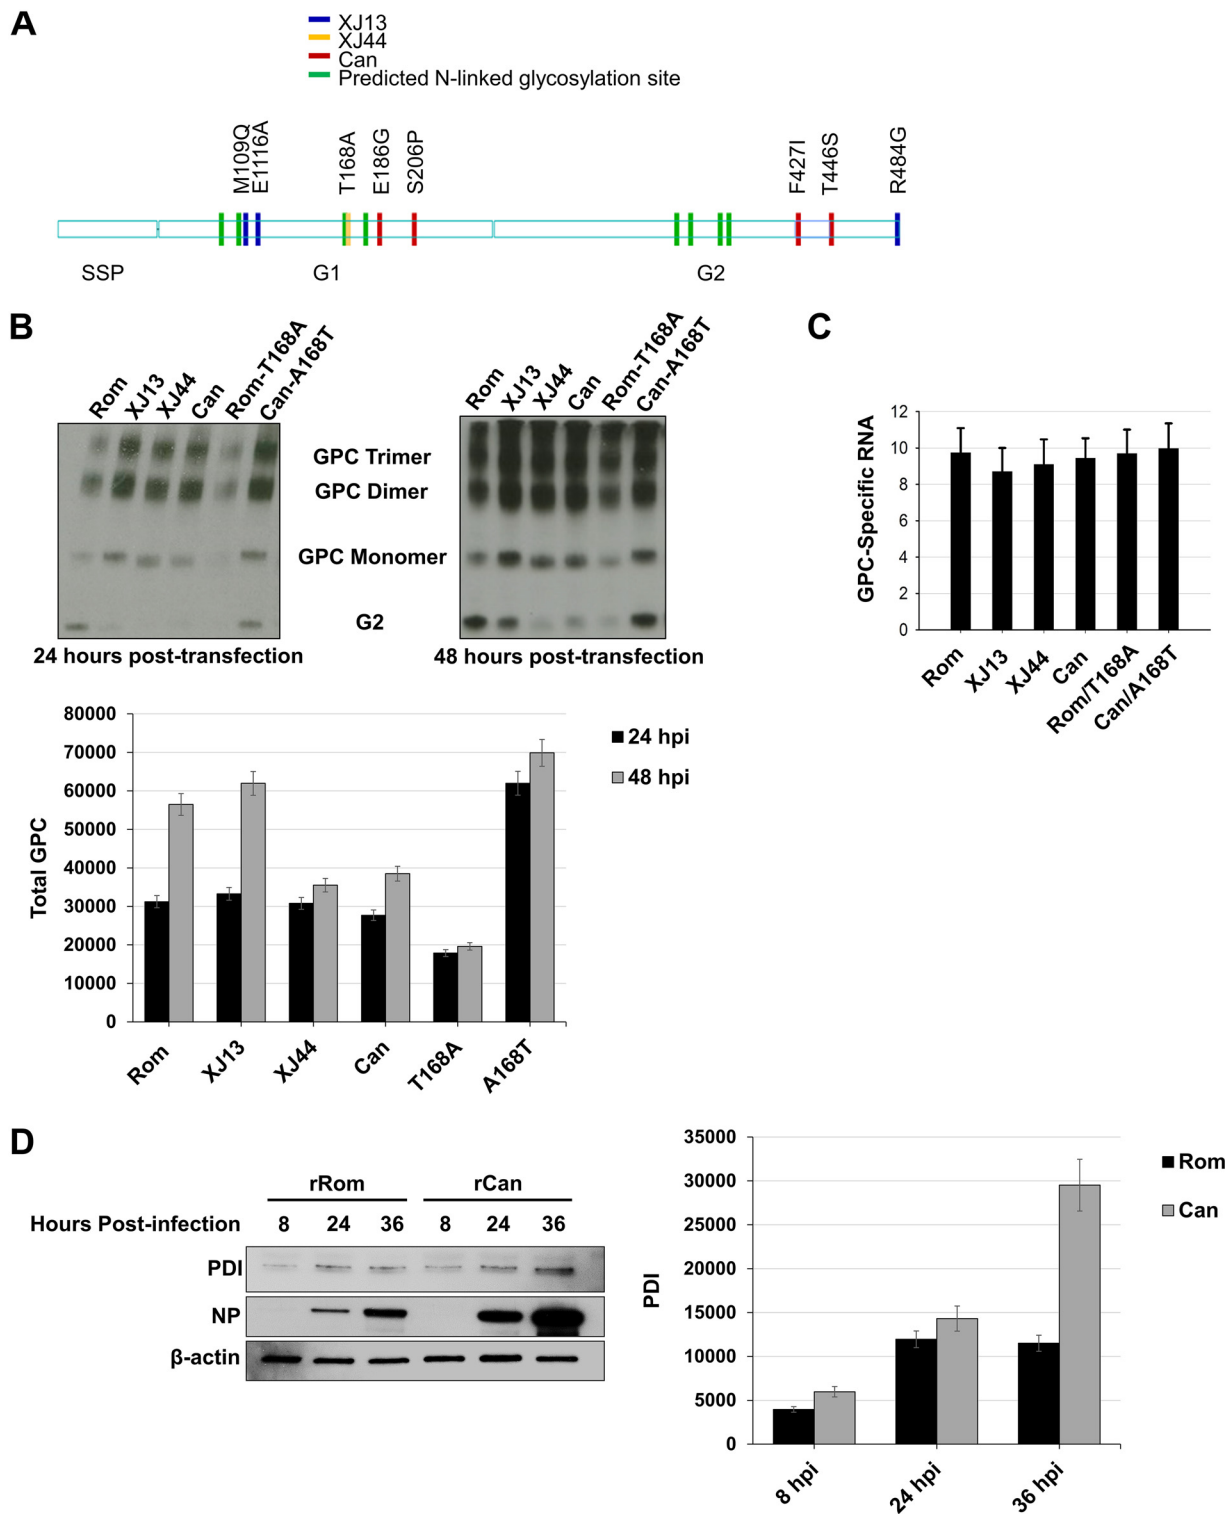 A
XJ13
XJ44
Can
Predicted N-linked glycosylation site
M109Q
E1116A
T168A
E186G
S206P
F427I
T446S
R484G
SSP
G1
G2
B
Rom
XJ13
XJ44
Can
Rom-T168A
Can-A168T
Rom
XJ13
XJ44
Can
Rom-T168A
Can-A168T
GPC Trimer
GPC Dimer
GPC Monomer
G2
24 hours post-transfection
48 hours post-transfection
80000
70000
60000
50000
40000
30000
20000
10000
0
Total GPC
24 hpi
48 hpi
Rom
XJ13
XJ44
Can
T168A
A168T
C
GPC-Specific RNA
12
10
8
6
4
2
0
Rom
XJ13
XJ44
Can
Rom/T168A
Can/A168T
D
rRom
rCan
Hours Post-infection 8 24 36 8 24 36
PDI
NP
β-actin
35000
30000
25000
20000
15000
10000
5000
0
PDI
Rom
Can
8 hpi
24 hpi
36 hpi